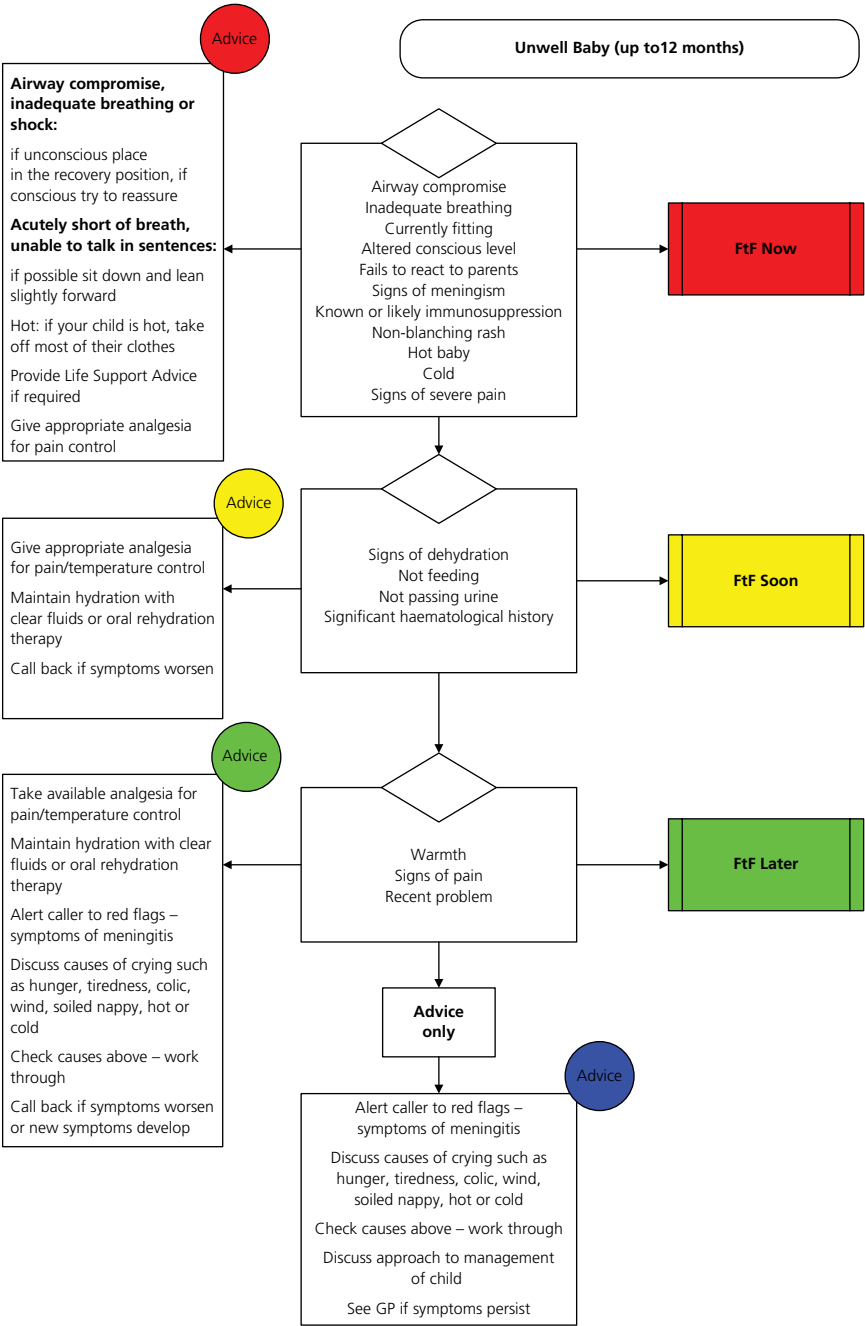 Unwell Baby (up to12 months)
Advice
Airway compromise,
inadequate breathing or
shock:
if unconscious place
in the recovery position, if
conscious try to reassure
Acutely short of breath,
unable to talk in sentences:
if possible sit down and lean
slightly forward
Hot: if your child is hot, take
off most of their clothes
Provide Life Support Advice
if required
Give appropriate analgesia
for pain control
Airway compromise
Inadequate breathing
Currently fitting
Altered conscious level
Fails to react to parents
Signs of meningism
Known or likely immunosuppression
Non-blanching rash
Hot baby
Cold
Signs of severe pain
FtF Now
Advice
Give appropriate analgesia
for pain/temperature control
Maintain hydration with
clear fluids or oral rehydration
therapy
Call back if symptoms worsen
Signs of dehydration
Not feeding
Not passing urine
Significant haematological history
FtF Soon
Advice
Take available analgesia for
pain/temperature control
Maintain hydration with clear
fluids or oral rehydration
therapy
Alert caller to red flags –
symptoms of meningitis
Discuss causes of crying such
as hunger, tiredness, colic,
wind, soiled nappy, hot or
cold
Check causes above – work
through
Call back if symptoms worsen
or new symptoms develop
Warmth
Signs of pain
Recent problem
FtF Later
Advice
only
Advice
Alert caller to red flags –
symptoms of meningitis
Discuss causes of crying such as
hunger, tiredness, colic, wind,
soiled nappy, hot or cold
Check causes above – work through
Discuss approach to management
of child
See GP if symptoms persist